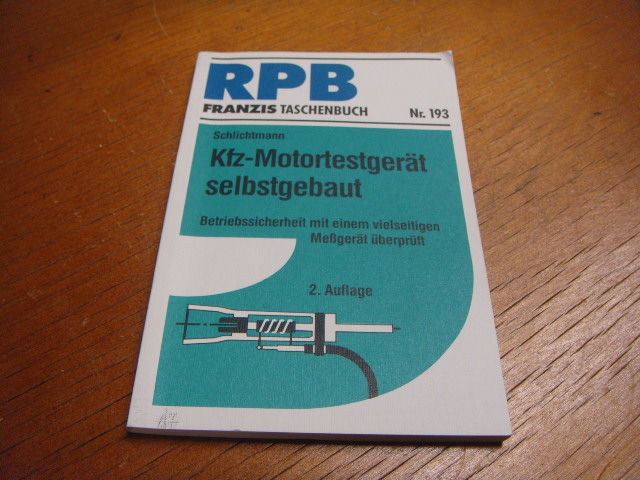 RPB
FRANZIS TASCHENBUCH Nr. 193
Schlichtmann
Kfz-Motortestgerät
selbstgebaut
Betriebssicherheit mit einem vielseitigen
Meßgerät überprüft
2. Auflage